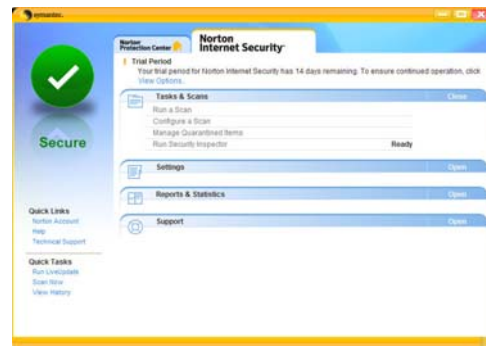 symantec.
Norton
Protection Center
Norton
Internet Security
! Trial Period
Your trial period for Norton Internet Security has 14 days remaining. To ensure continued operation, click
View Options.
Tasks & Scans Close
Run a Scan
Configure a Scan
Manage Quarantined Items
Run Security Inspector Ready
Secure
Settings Open
Reports & Statistics Open
Support Open
Quick Links
Norton Account
Help
Technical Support
Quick Tasks
Run LiveUpdate
Scan Now
View History